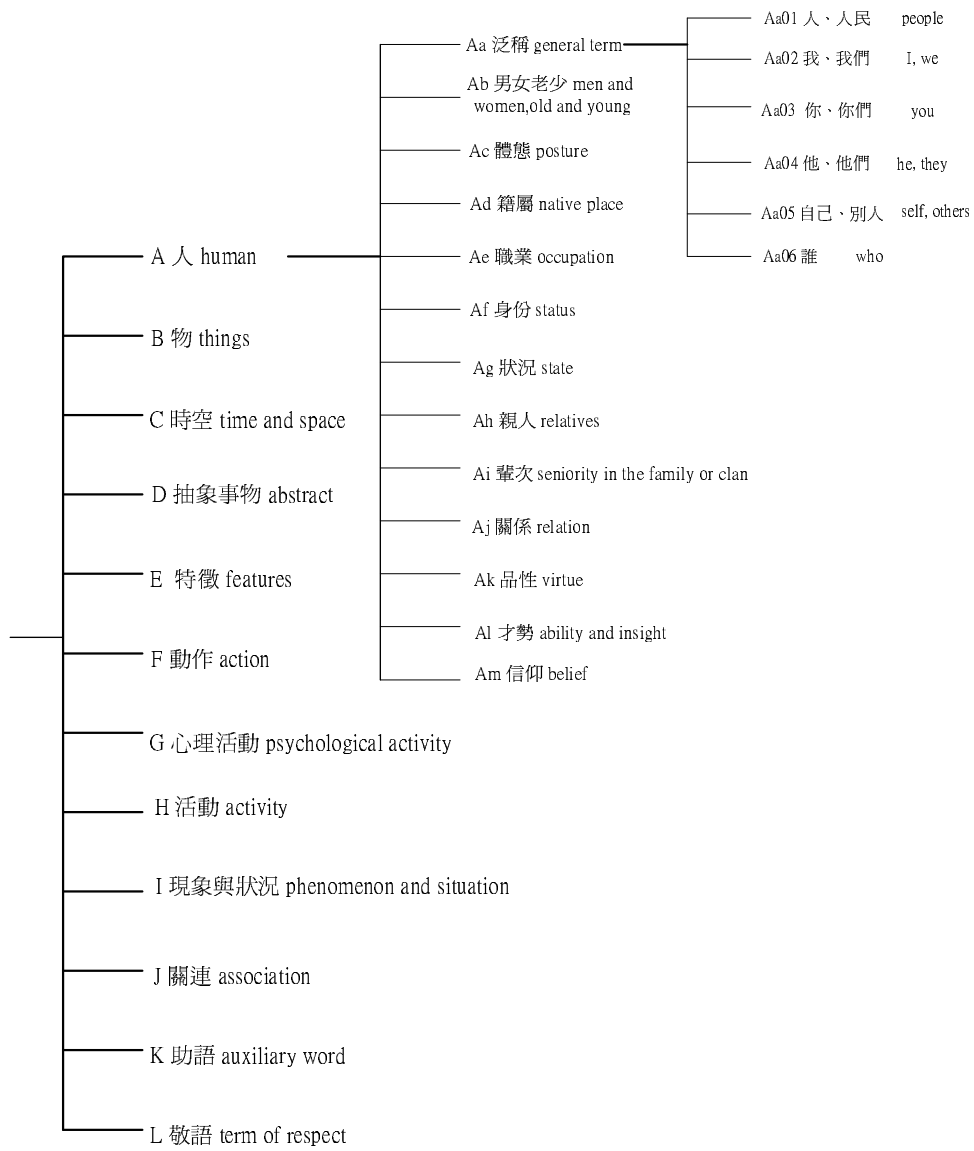 Aa 泛稱 general term
Aa01 人、人民 people
Aa02 我、我們 I, we
Aa03 你、你們 you
Aa04 他、他們 he, they
Aa05 自己、別人 self, others
Aa06 誰 who
Ab 男女老少 men and
women,old and young
Ac 體態 posture
Ad 籍屬 native place
Ae 職業 occupation
Af 身份 status
Ag 狀況 state
Ah 親人 relatives
Ai 輩次 seniority in the family or clan
Aj 關係 relation
Ak 品性 virtue
Al 才勢 ability and insight
Am 信仰 belief
A 人 human
B 物 things
C 時空 time and space
D 抽象事物 abstract
E 特徵 features
F 動作 action
G 心理活動 psychological activity
H 活動 activity
I 現象與狀況 phenomenon and situation
J 關連 association
K 助語 auxiliary word
L 敬語 term of respect